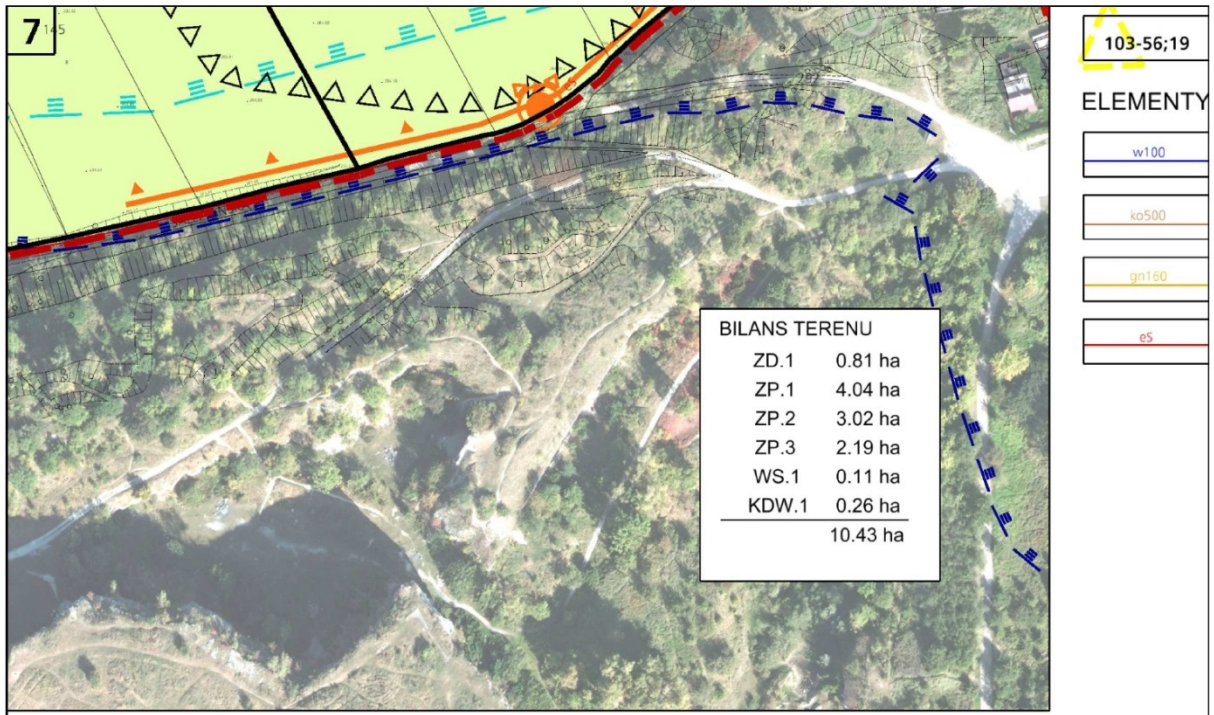 7
145
103-56;19
ELEMENTY
w100
ko500
gn160
eS
BILANS TERENU
ZD.1 0.81 ha
ZP.1 4.04 ha
ZP.2 3.02 ha
ZP.3 2.19 ha
WS.1 0.11 ha
KDW.1 0.26 ha
10.43 ha